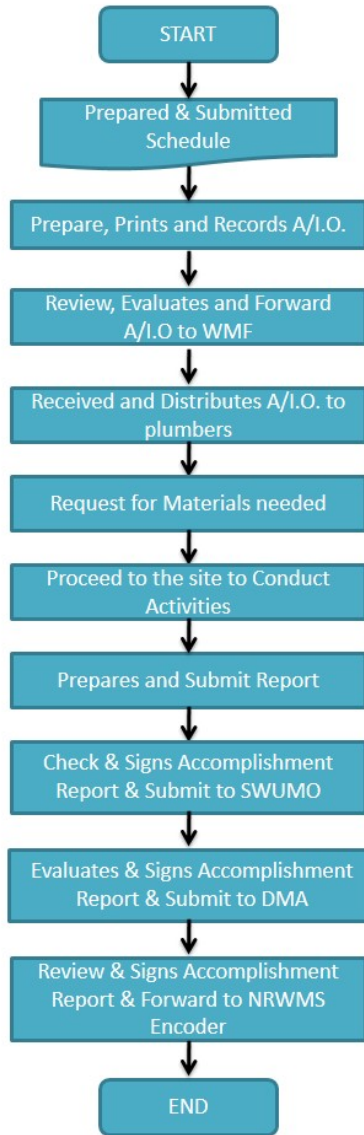 START
Prepared & Submitted
Schedule
Prepare, Prints and Records A/I.O.
Review, Evaluates and Forward
A/I.O to WMF
Received and Distributes A/I.O. to
plumbers
Request for Materials needed
Proceed to the site to Conduct
Activities
Prepares and Submit Report
Check & Signs Accomplishment
Report & Submit to SWUMO
Evaluates & Signs Accomplishment
Report & Submit to DMA
Review & Signs Accomplishment
Report & Forward to NRWMS
Encoder
END